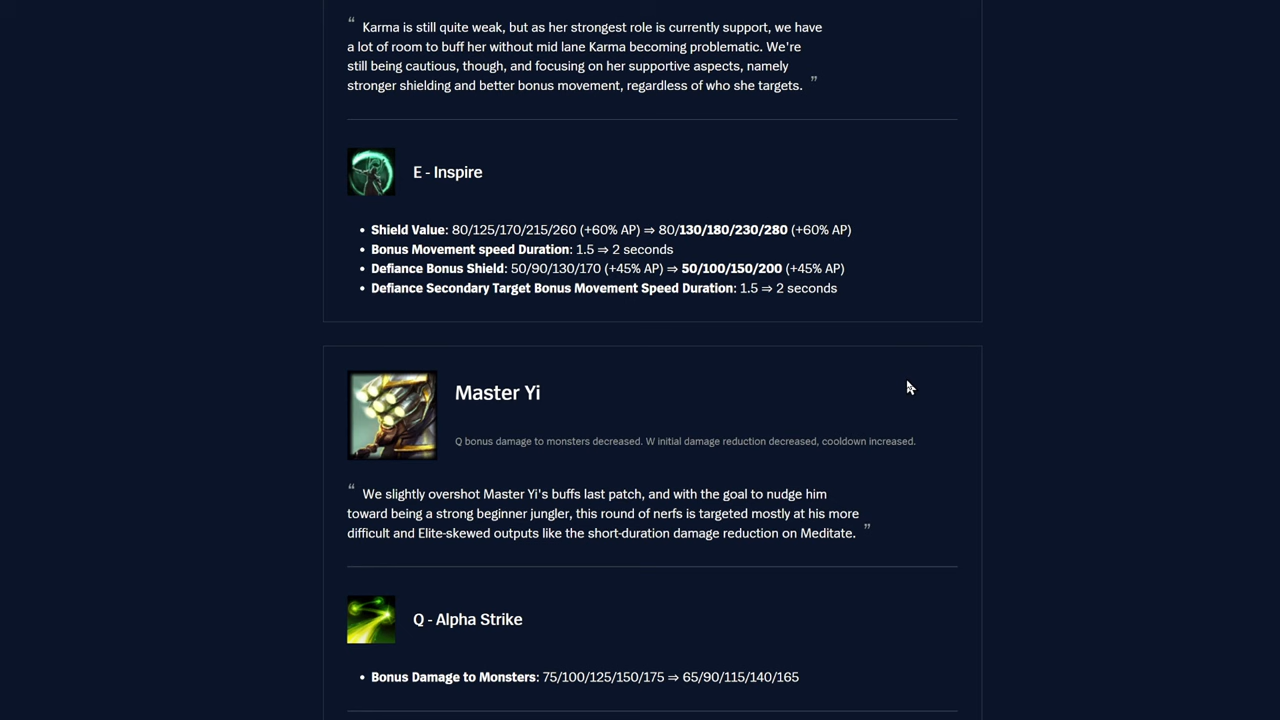 “ Karma is still quite weak, but as her strongest role is currently support, we have
a lot of room to buff her without mid lane Karma becoming problematic. We're
still being cautious, though, and focusing on her supportive aspects, namely
stronger shielding and better bonus movement, regardless of who she targets. ”
E - Inspire
• Shield Value: 80/125/170/215/260 (+60% AP) ⇒ 80/130/180/230/280 (+60% AP)
• Bonus Movement speed Duration: 1.5 ⇒ 2 seconds
• Defiance Bonus Shield: 50/90/130/170 (+45% AP) ⇒ 50/100/150/200 (+45% AP)
• Defiance Secondary Target Bonus Movement Speed Duration: 1.5 ⇒ 2 seconds
Master Yi
Q bonus damage to monsters decreased. W initial damage reduction decreased, cooldown increased.
“ We slightly overshot Master Yi's buffs last patch, and with the goal to nudge him
toward being a strong beginner jungler, this round of nerfs is targeted mostly at his more
difficult and Elite-skewed outputs like the short-duration damage reduction on Meditate. ”
Q - Alpha Strike
• Bonus Damage to Monsters: 75/100/125/150/175 ⇒ 65/90/115/140/165